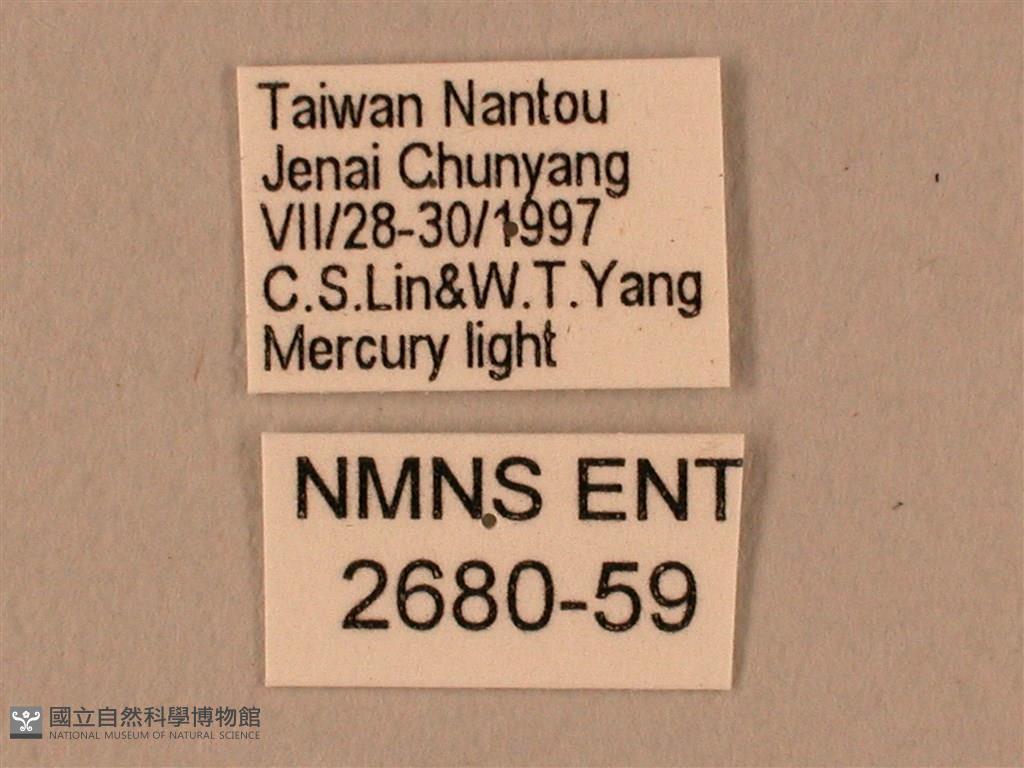 Taiwan Nantou
Jenai Chunyang
VII/28-30/1997
C.S.Lin&W.T.Yang
Mercury light
NMNS ENT
2680-59
國立自然科學博物館
NATIONAL MUSEUM OF NATURAL SCIENCE